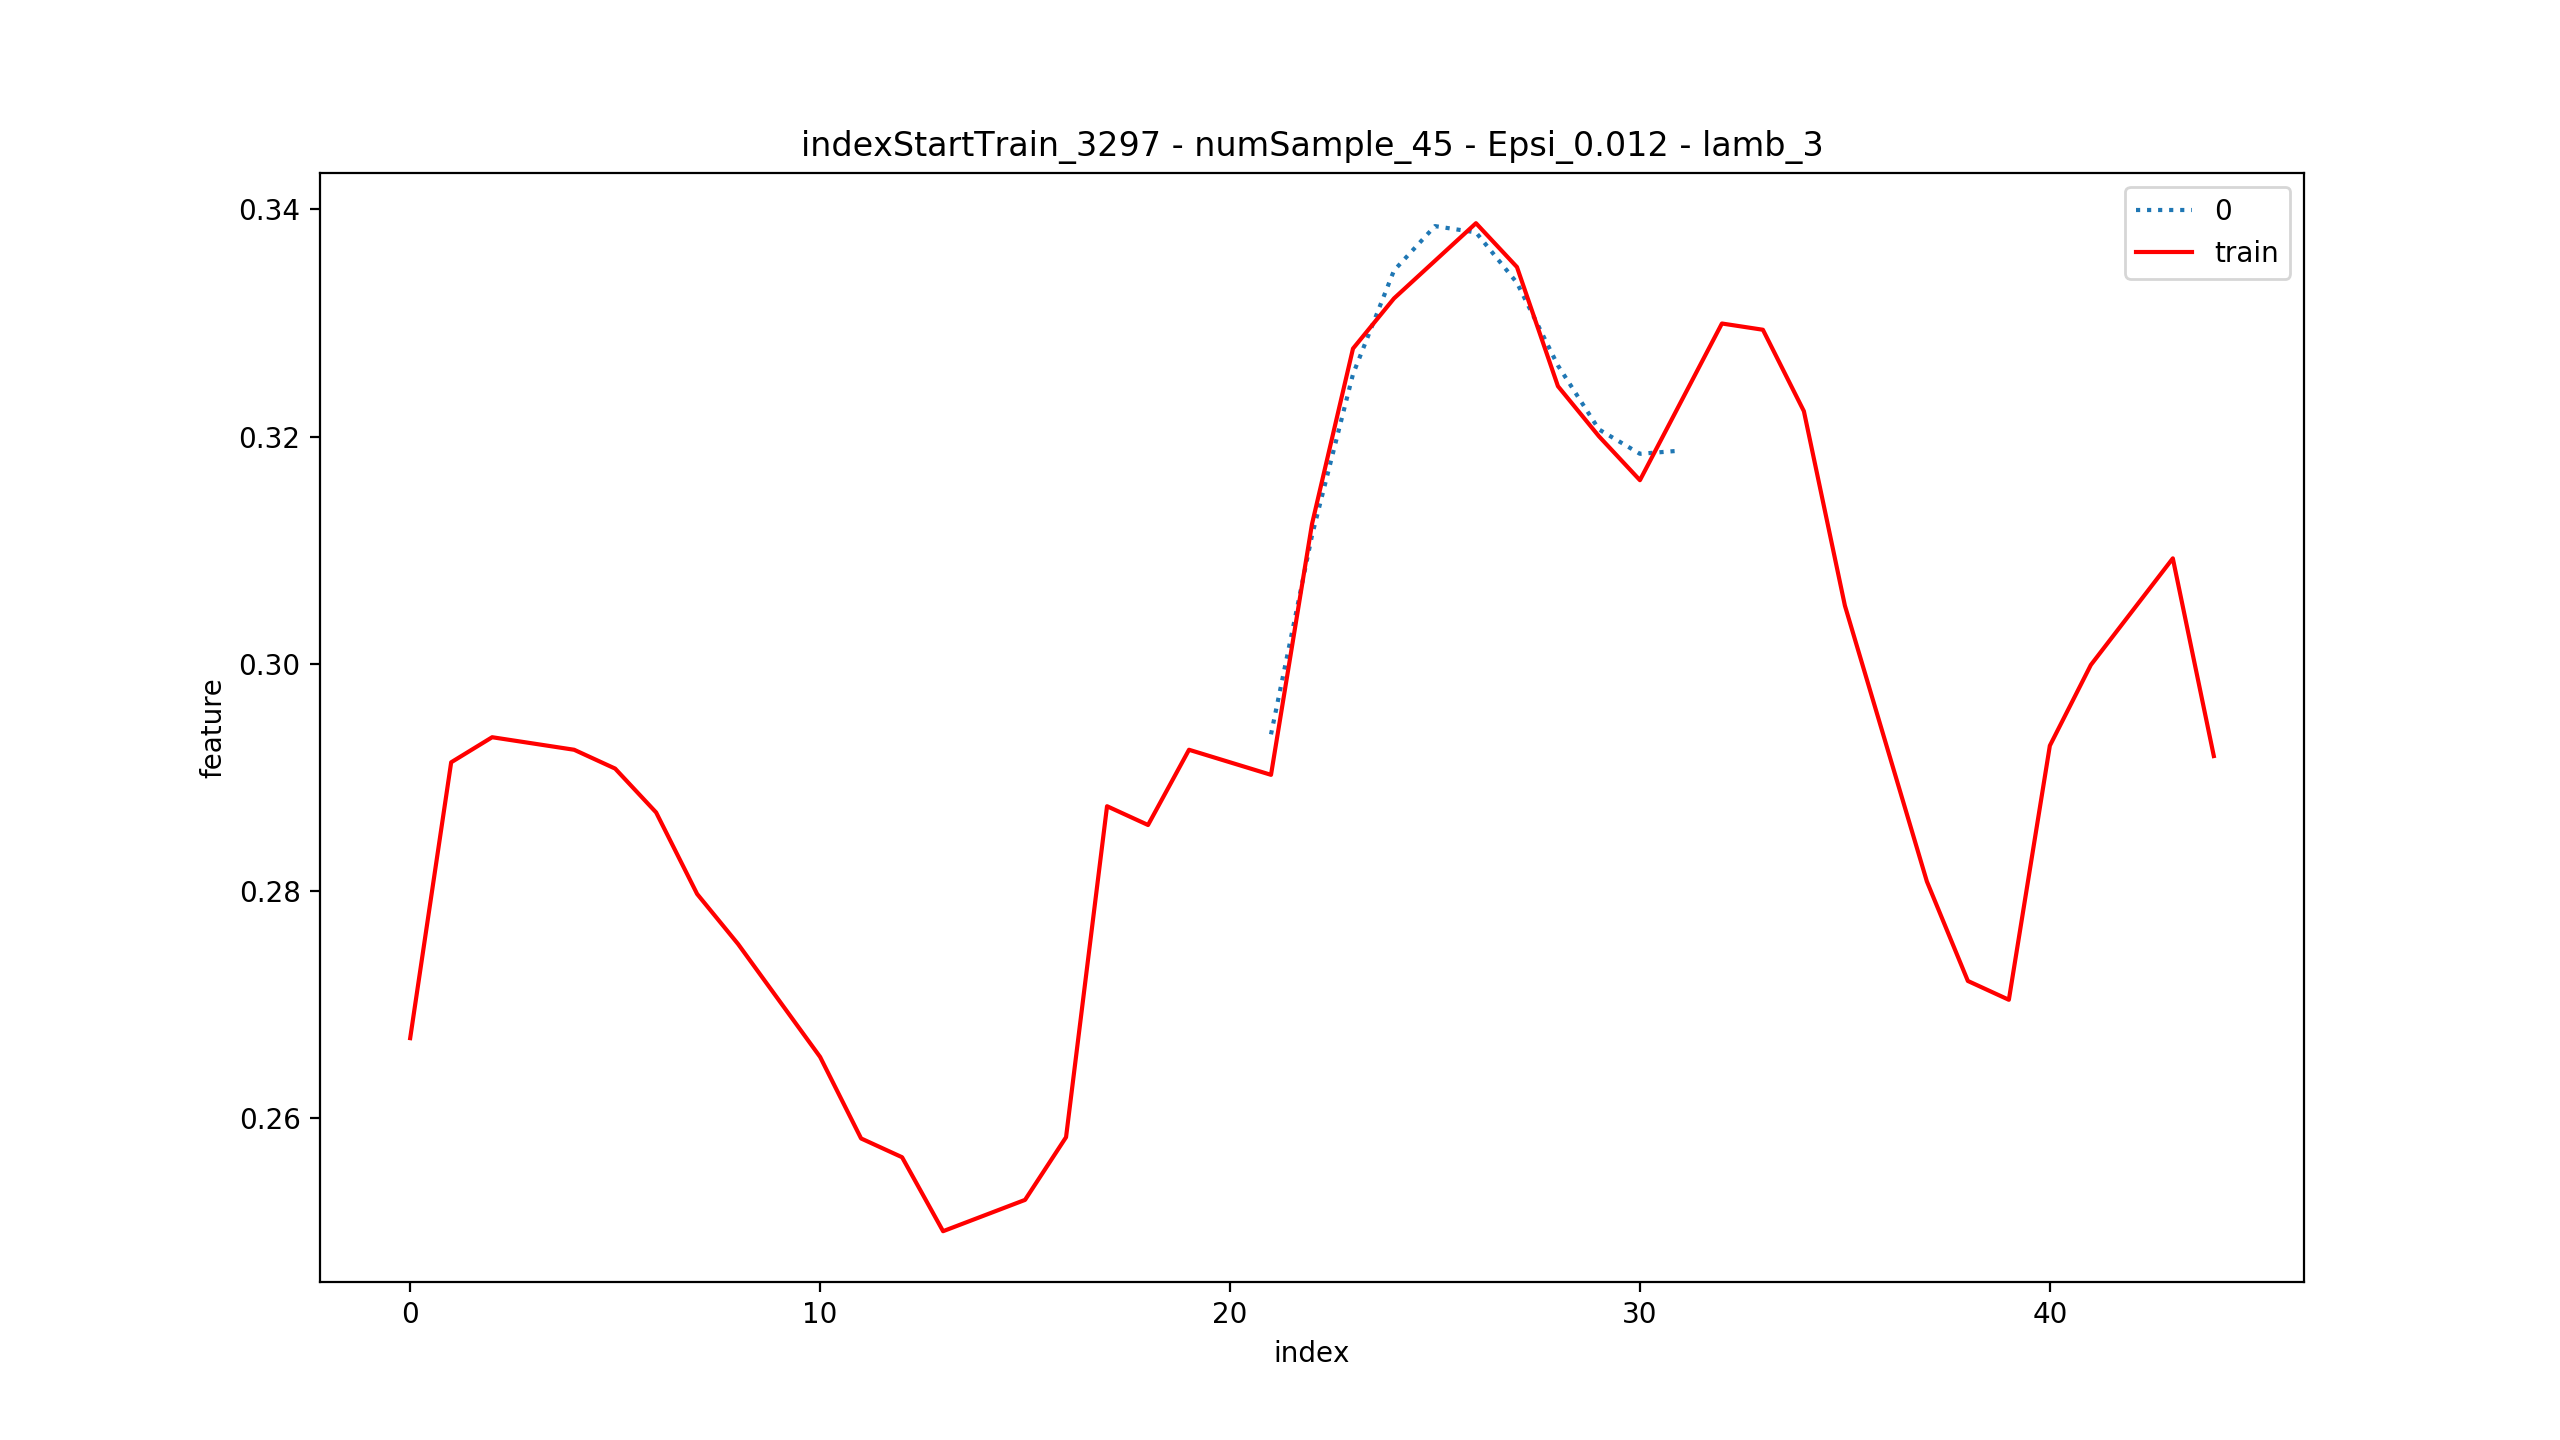 indexStartTrain_3297 - numSample_45 - Epsi_0.012 - lamb_3
0
train
0.34
0.32
0.30
0.28
0.26
feature
0 10 20 30 40
index